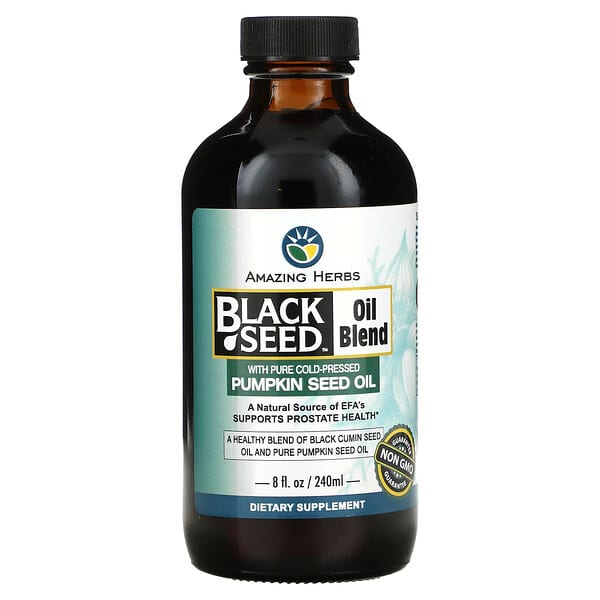 AMAZING HERBS
BLACK
SEED™
Oil
Blend
WITH PURE COLD-PRESSED
PUMPKIN SEED OIL
A Natural Source of EFA's
SUPPORTS PROSTATE HEALTH*
A HEALTHY BLEND OF BLACK CUMIN SEED
OIL AND PURE PUMPKIN SEED OIL
GUARANTEE
NON GMO
GUARANTEE
8 fl. oz / 240ml
DIETARY SUPPLEMENT